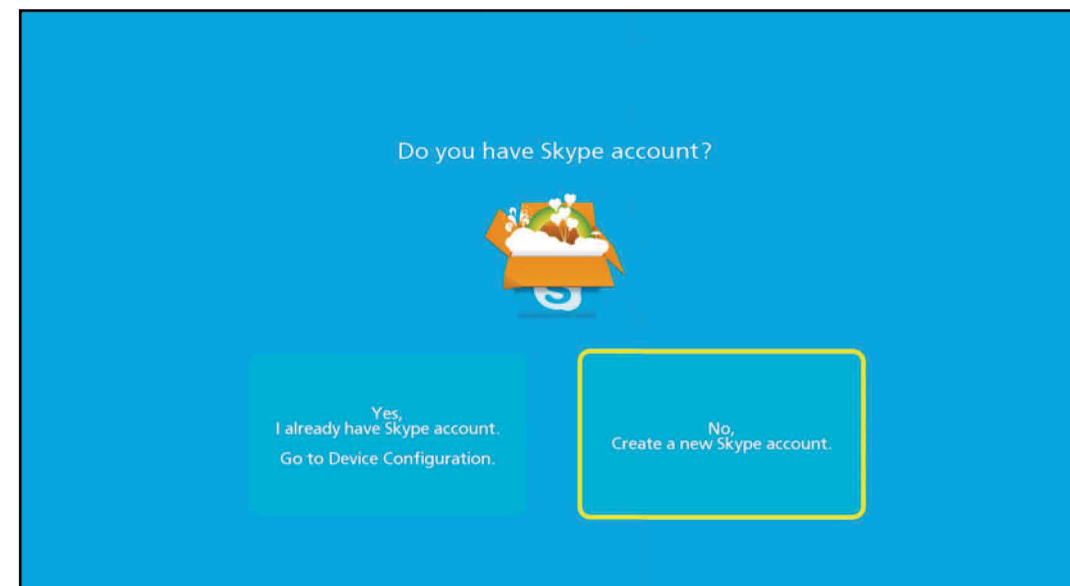 Do you have Skype account?
S
Yes,
I already have Skype account.
Go to Device Configuration.
No,
Create a new Skype account.